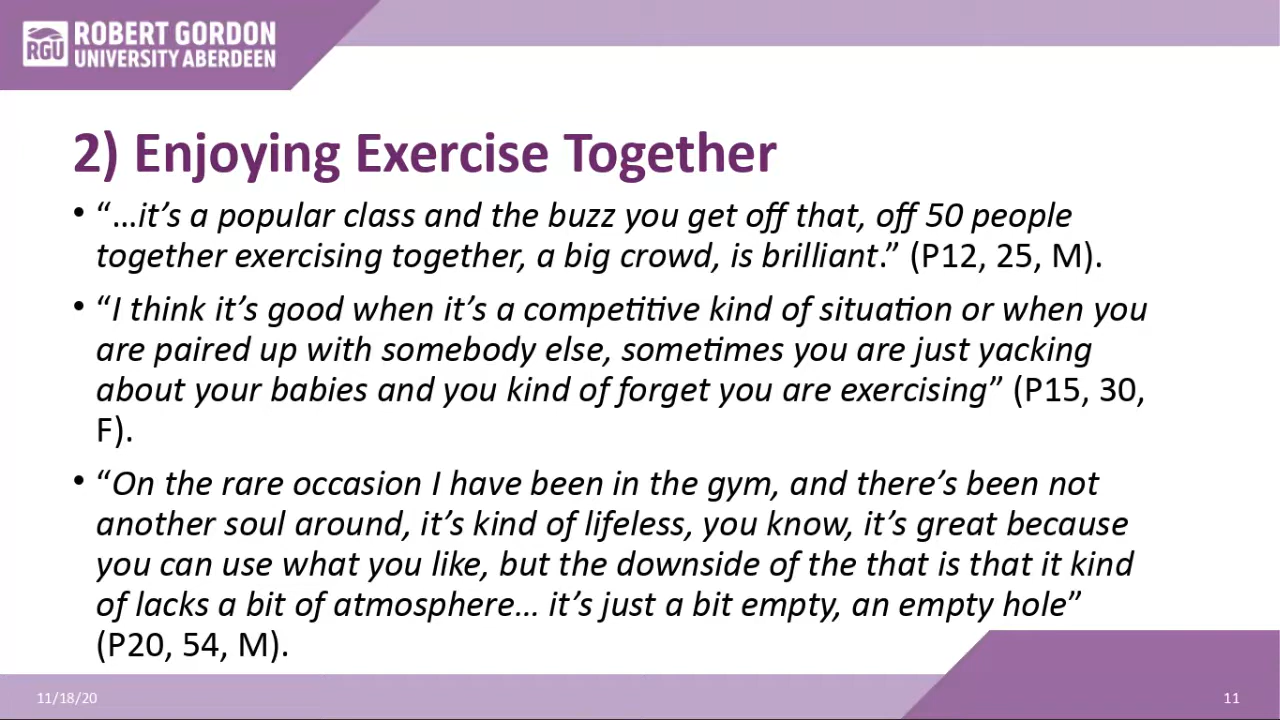 RGU
ROBERT GORDON
UNIVERSITY ABERDEEN
2) Enjoying Exercise Together
• “…it’s a popular class and the buzz you get off that, off 50 people
together exercising together, a big crowd, is brilliant.” (P12, 25, M).
• “I think it’s good when it’s a competitive kind of situation or when you
are paired up with somebody else, sometimes you are just yacking
about your babies and you kind of forget you are exercising” (P15, 30,
F).
• “On the rare occasion I have been in the gym, and there’s been not
another soul around, it’s kind of lifeless, you know, it’s great because
you can use what you like, but the downside of the that is that it kind
of lacks a bit of atmosphere… it’s just a bit empty, an empty hole”
(P20, 54, M).
11/18/20
11